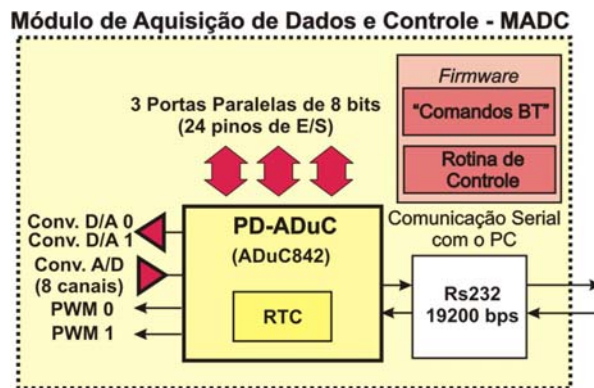 Módulo de Aquisição de Dados e Controle - MADC
Firmware
"Comandos BT"
Rotina de
Controle
3 Portas Paralelas de 8 bits
(24 pinos de E/S)
Conv. D/A 0
Conv. D/A 1
Conv. A/D
(8 canais)
PWM 0
PWM 1
PD-ADuC
(ADuC842)
RTC
Comunicação Serial
com o PC
Rs232
19200 bps